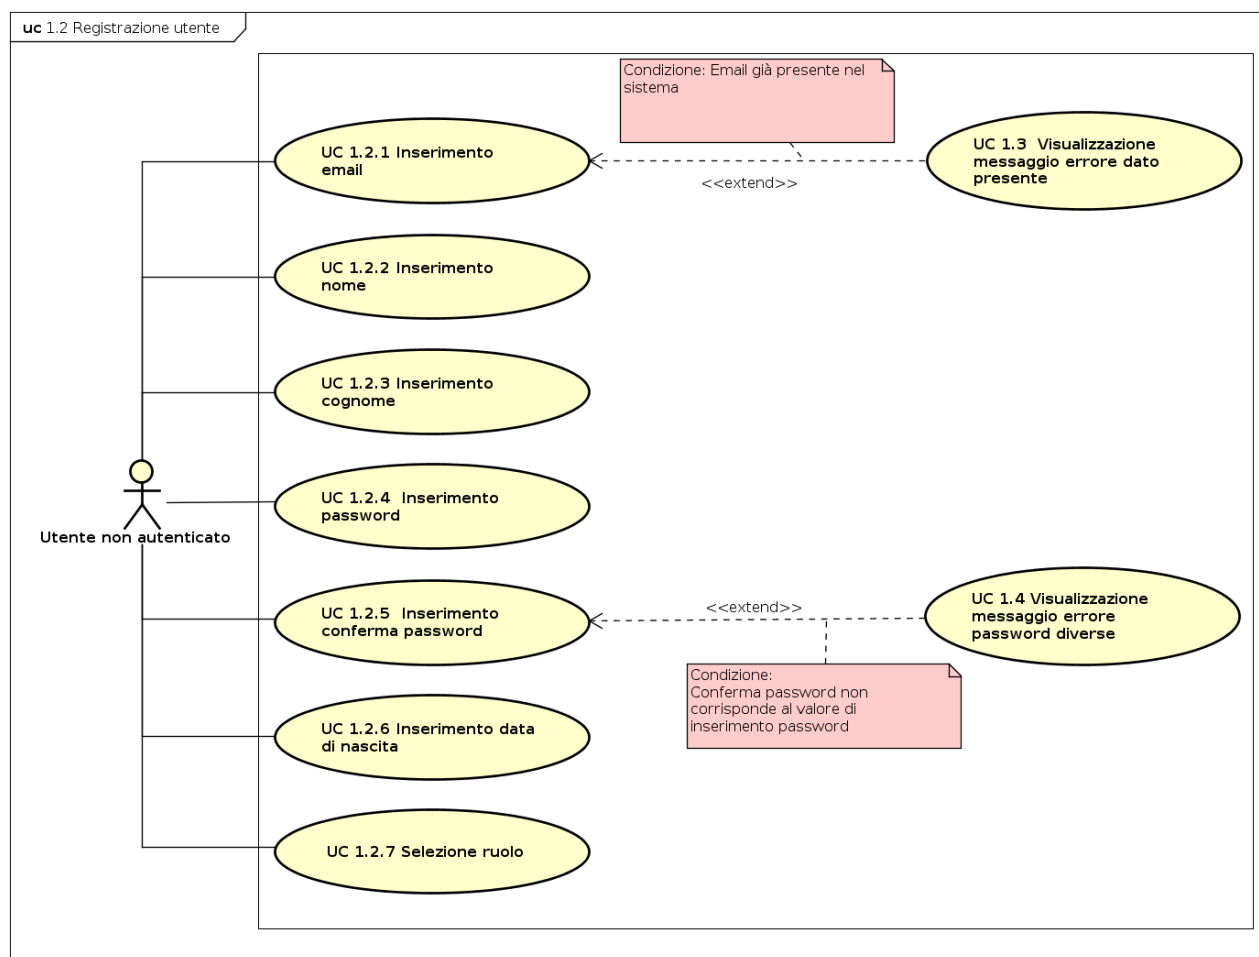 uc 1.2 Registrazione utente
Condizione: Email già presente nel
sistema
UC 1.2.1 Inserimento
email
<<extend>>
UC 1.3  Visualizzazione
messaggio errore dato
presente
UC 1.2.2 Inserimento
nome
UC 1.2.3 Inserimento
cognome
UC 1.2.4  Inserimento
password
Utente non autenticato
UC 1.2.5  Inserimento
conferma password
<<extend>>
UC 1.4 Visualizzazione
messaggio errore
password diverse
Condizione:
Conferma password non
corrisponde al valore di
inserimento password
UC 1.2.6 Inserimento data
di nascita
UC 1.2.7 Selezione ruolo